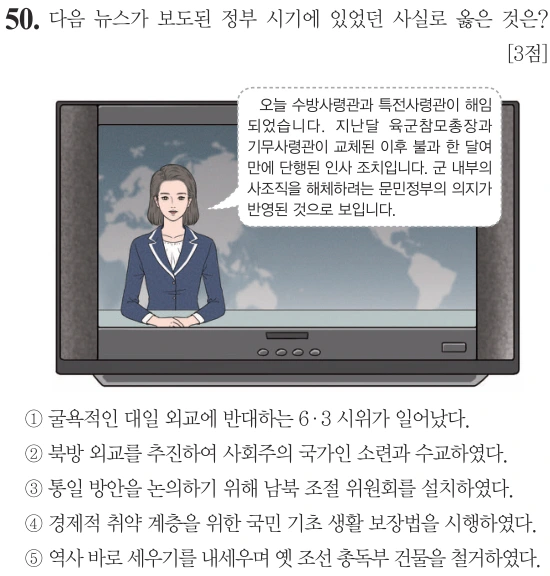 50. 다음 뉴스가 보도된 정부 시기에 있었던 사실로 옳은 것은?
[3점]
오늘 수방사령관과 특전사령관이 해임
되었습니다. 지난달 육군참모총장과
기무사령관이 교체된 이후 불과 한 달여
만에 단행된 인사 조치입니다. 군 내부의
사조직을 해체하려는 문민정부의 의지가
반영된 것으로 보입니다.
① 굴욕적인 대일 외교에 반대하는 6·3 시위가 일어났다.
② 북방 외교를 추진하여 사회주의 국가인 소련과 수교하였다.
③ 통일 방안을 논의하기 위해 남북 조절 위원회를 설치하였다.
④ 경제적 취약 계층을 위한 국민 기초 생활 보장법을 시행하였다.
⑤ 역사 바로 세우기를 내세우며 옛 조선 총독부 건물을 철거하였다.